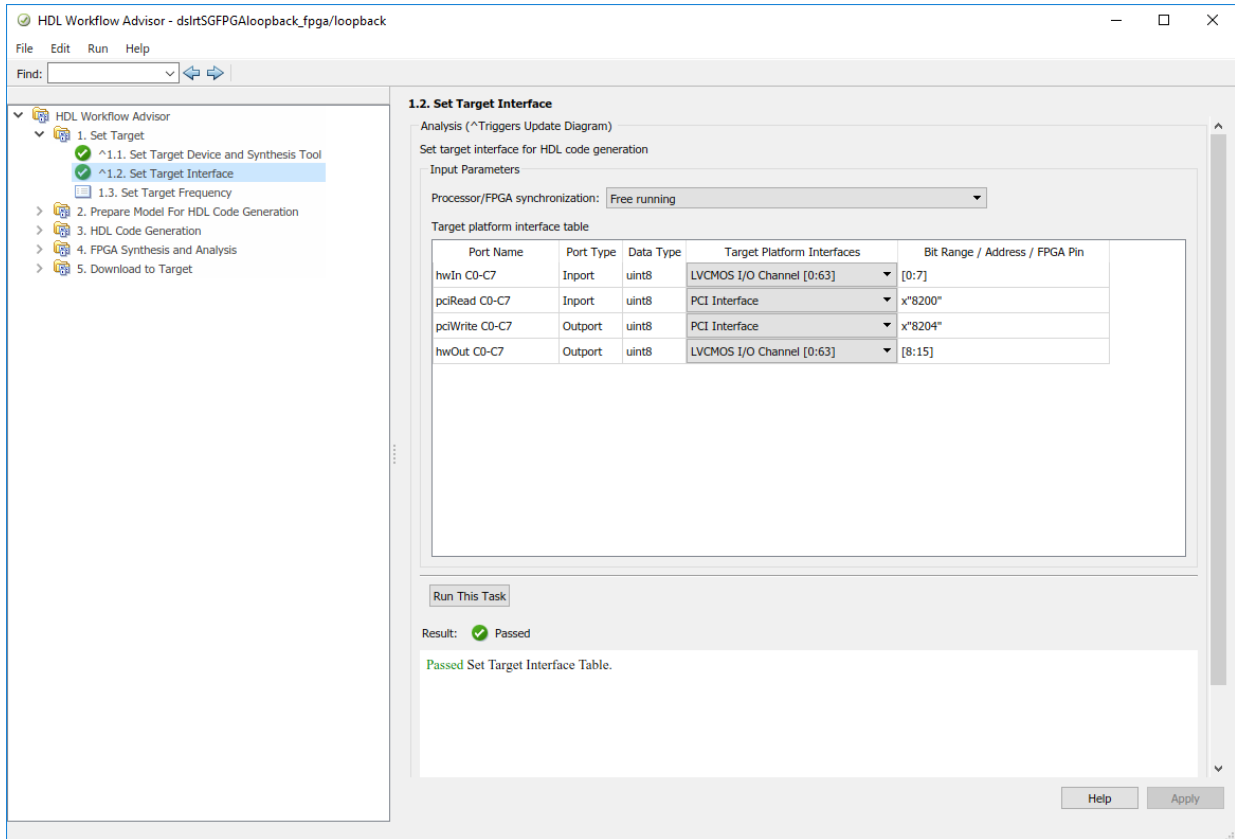 HDL Workflow Advisor - dslrtSGFPGAloopback_fpga/loopback
File Edit Run Help
Find:
HDL Workflow Advisor
1. Set Target
^1.1. Set Target Device and Synthesis Tool
^1.2. Set Target Interface
1.3. Set Target Frequency
2. Prepare Model For HDL Code Generation
3. HDL Code Generation
4. FPGA Synthesis and Analysis
5. Download to Target
1.2. Set Target Interface
Analysis (^Triggers Update Diagram)
Set target interface for HDL code generation
Input Parameters
Processor/FPGA synchronization: Free running
Target platform interface table
Port Name Port Type Data Type Target Platform Interfaces Bit Range / Address / FPGA Pin
hwIn C0-C7 Inport uint8 LVCMOS I/O Channel [0:63] [0:7]
pciRead C0-C7 Inport uint8 PCI Interface x"8200"
pciWrite C0-C7 Outport uint8 PCI Interface x"8204"
hwOut C0-C7 Outport uint8 LVCMOS I/O Channel [0:63] [8:15]
Run This Task
Result: Passed
Passed Set Target Interface Table.
Help Apply